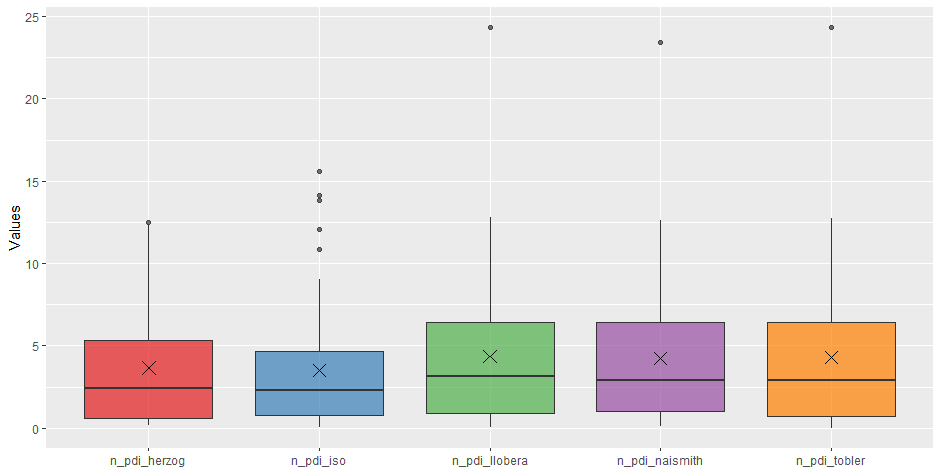 25
20
15
10
5
0
Values
n_pdi_herzog
n_pdi_iso
n_pdi_llobera
n_pdi_naismith
n_pdi_tobler